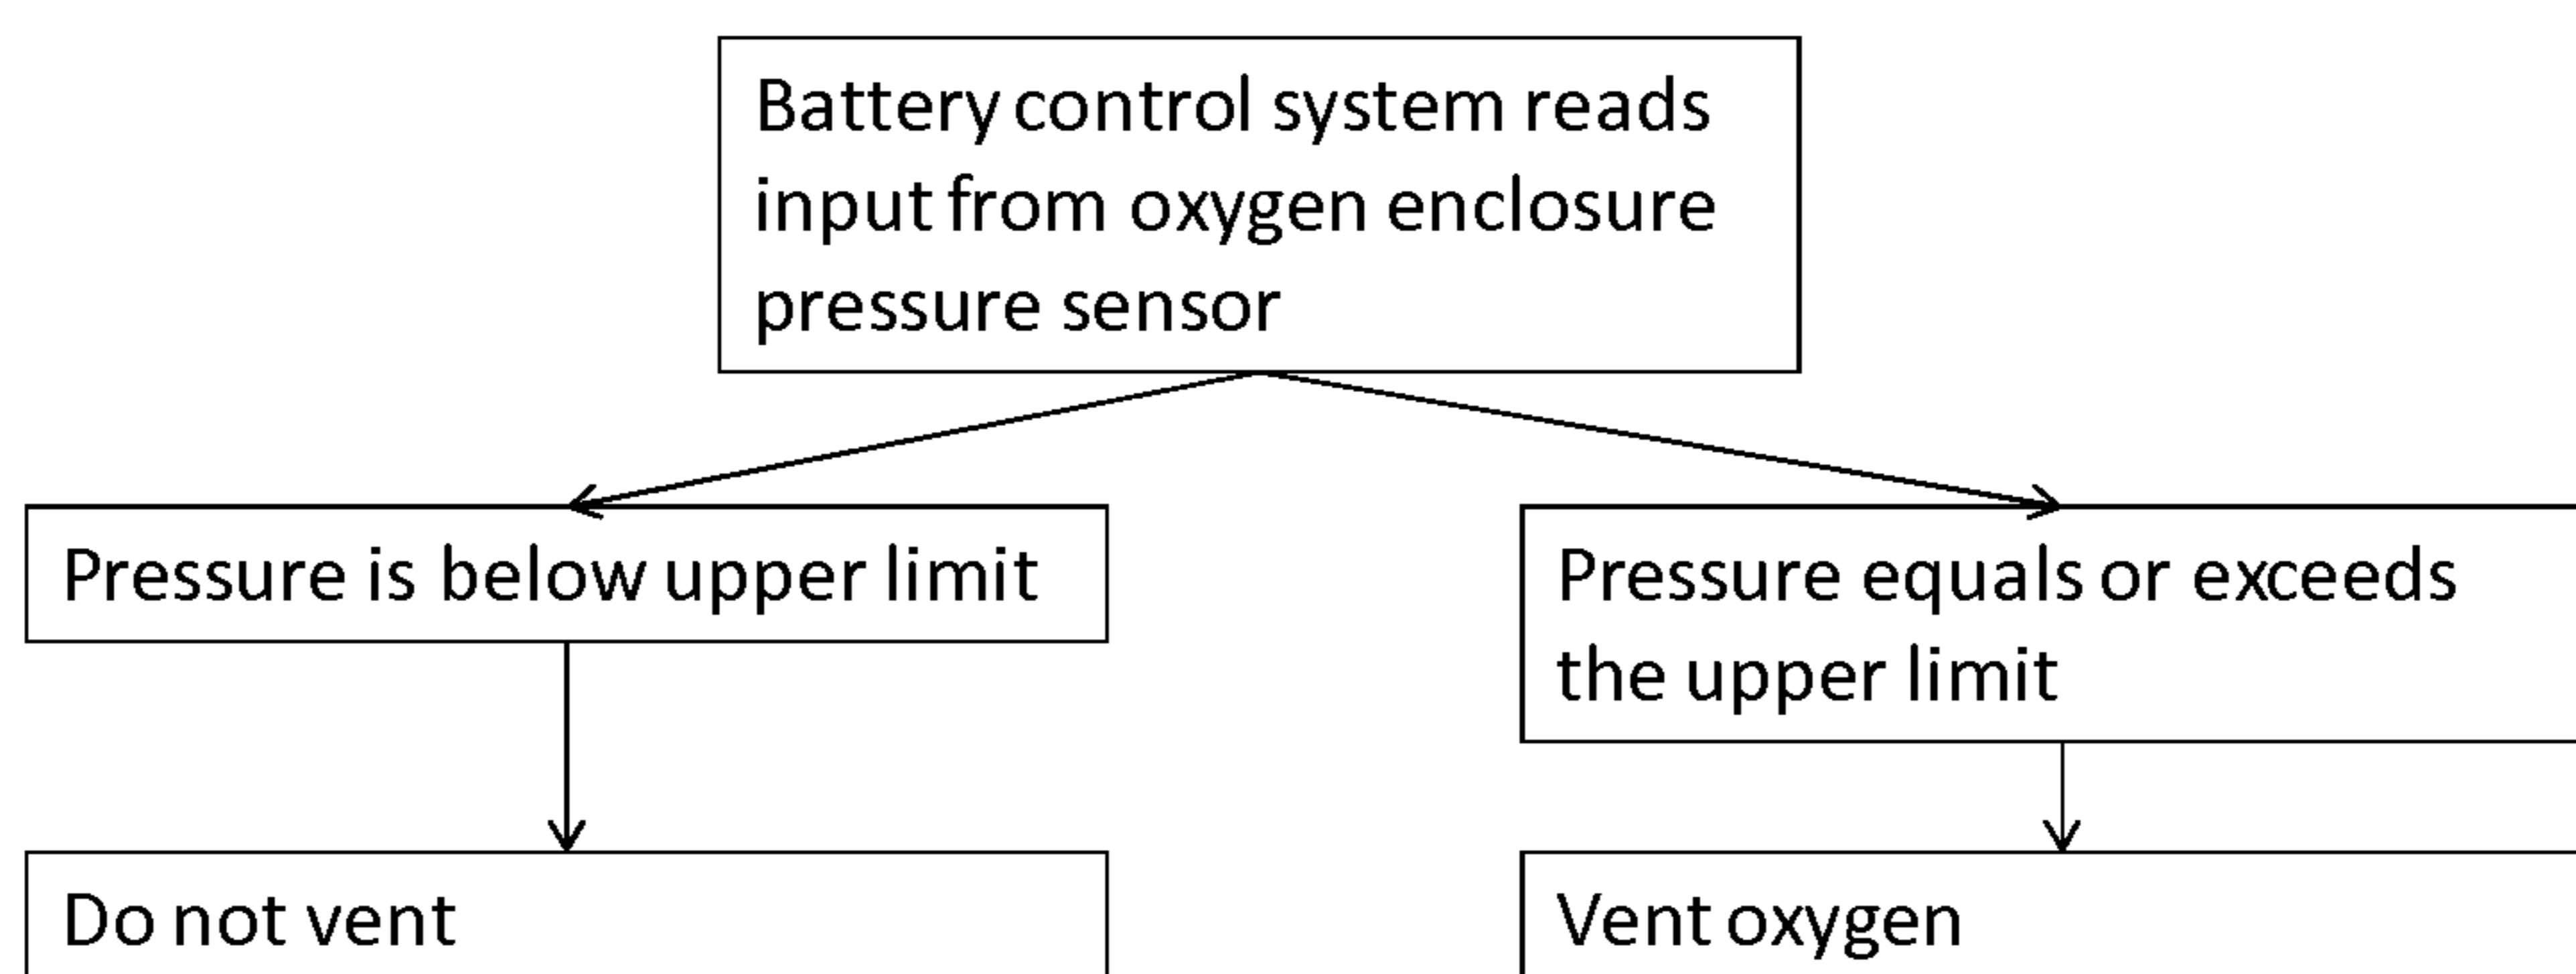 Battery control system reads
input from oxygen enclosure
pressure sensor
Pressure is below upper limit
Pressure equals or exceeds
the upper limit
Do not vent
Vent oxygen